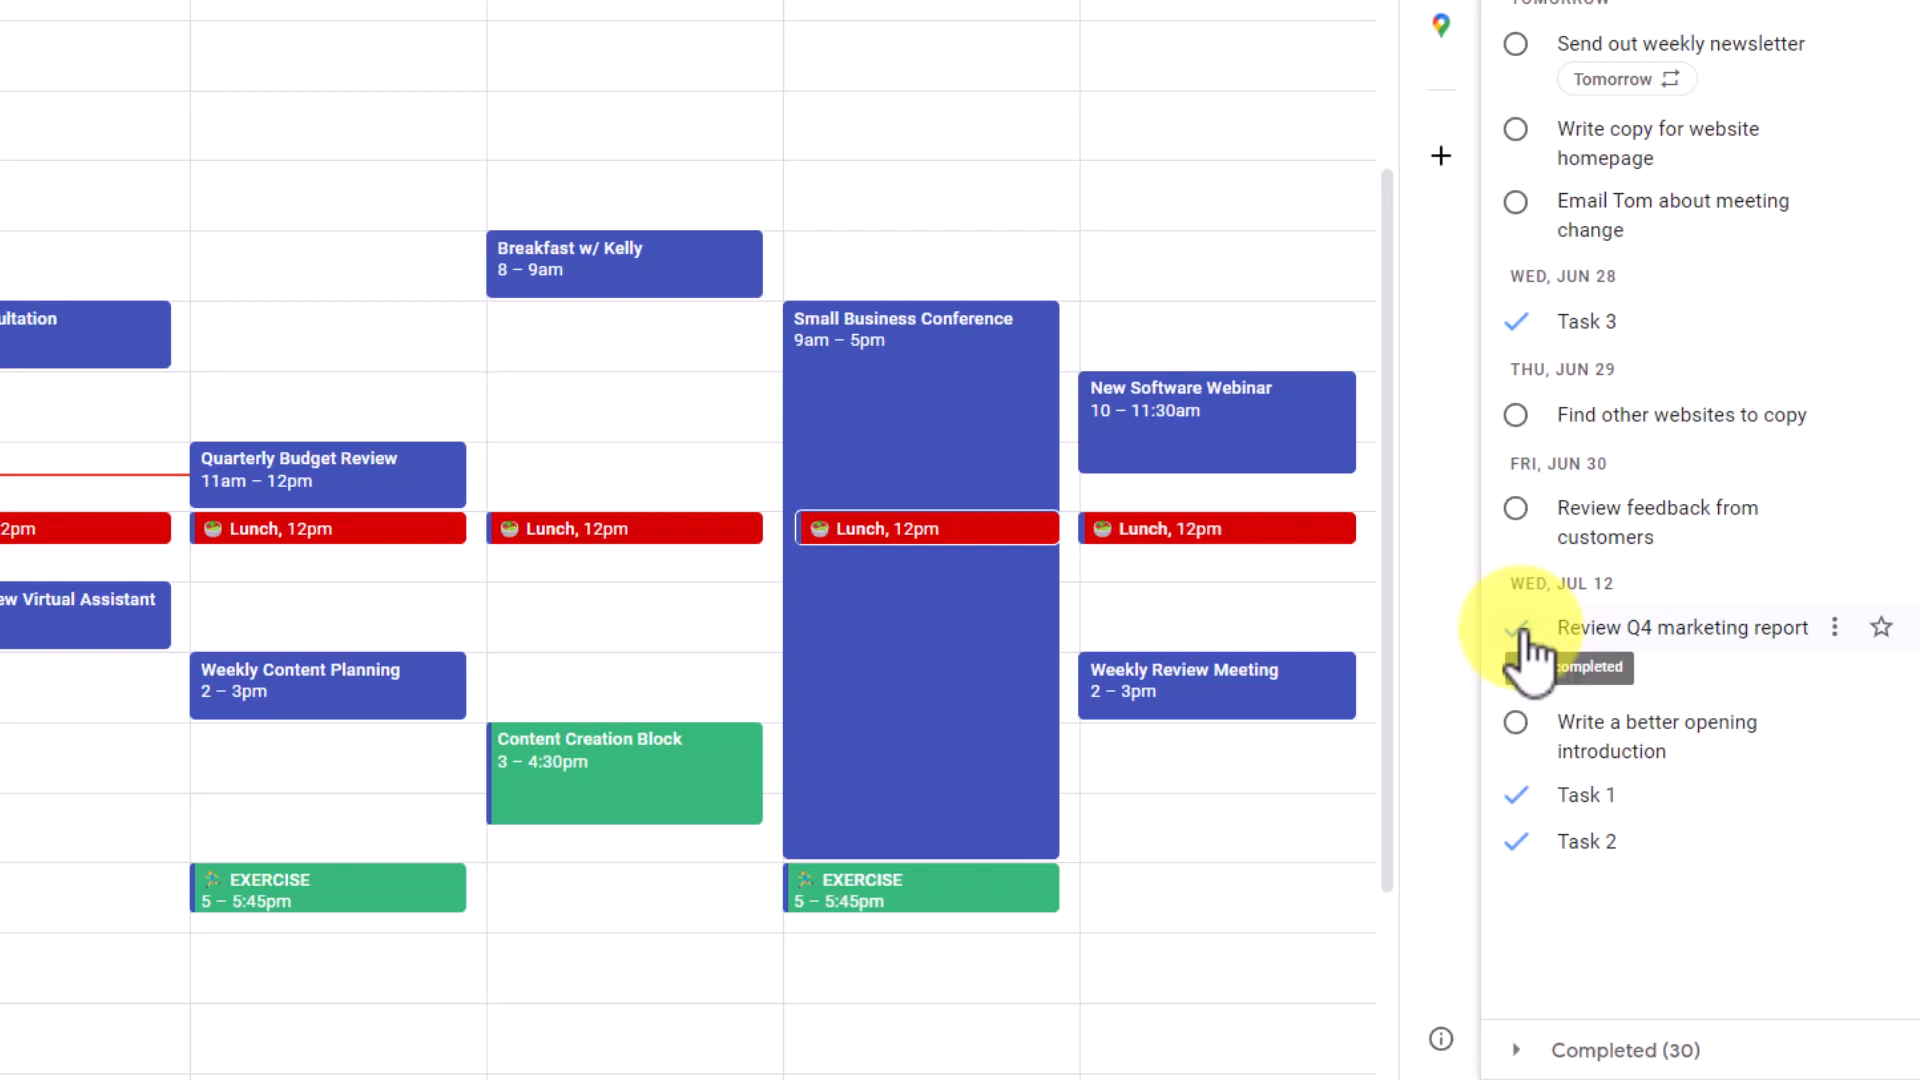 ultation
2pm
ew Virtual Assistant
Quarterly Budget Review
11am – 12pm
Lunch, 12pm
Weekly Content Planning
2 – 3pm
EXERCISE
5 – 5:45pm
Breakfast w/ Kelly
8 – 9am
Lunch, 12pm
Content Creation Block
3 – 4:30pm
Small Business Conference
9am – 5pm
Lunch, 12pm
EXERCISE
5 – 5:45pm
New Software Webinar
10 – 11:30am
Lunch, 12pm
Weekly Review Meeting
2 – 3pm
TOMORROW
Send out weekly newsletter
Tomorrow
Write copy for website
homepage
Email Tom about meeting
change
WED, JUN 28
Task 3
THU, JUN 29
Find other websites to copy
FRI, JUN 30
Review feedback from
customers
WED, JUL 12
Review Q4 marketing report
ompleted
Write a better opening
introduction
Task 1
Task 2
Completed (30)